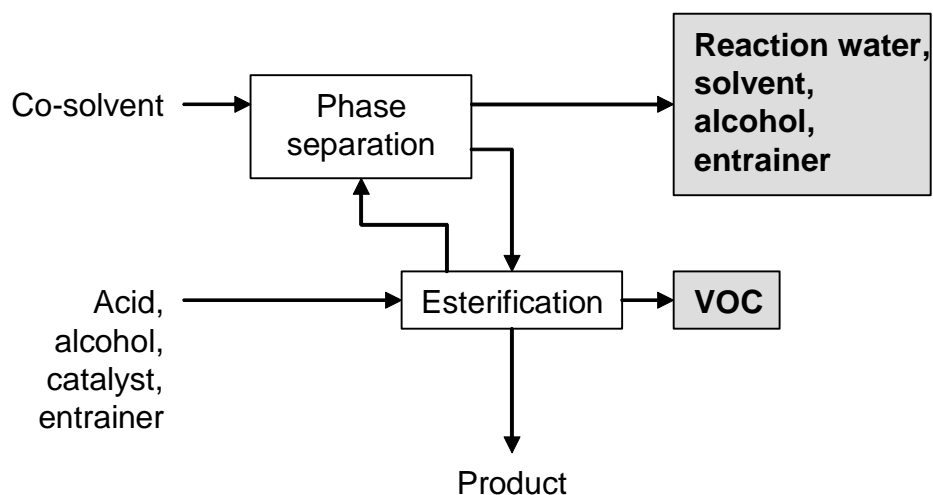 Co-solvent
Phase
separation
Reaction water,
solvent,
alcohol,
entrainer
Acid,
alcohol,
catalyst,
entrainer
Esterification
VOC
Product